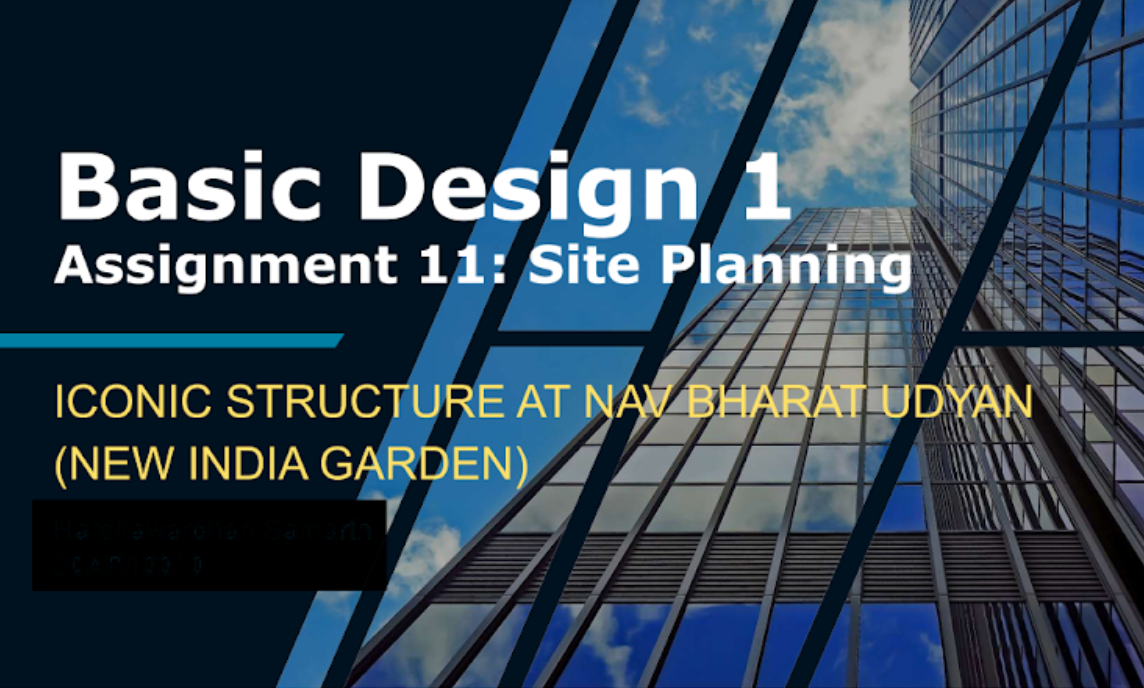 Basic Design 1
Assignment 11: Site Planning
ICONIC STRUCTURE AT NAV BHARAT UDYAN
(NEW INDIA GARDEN)